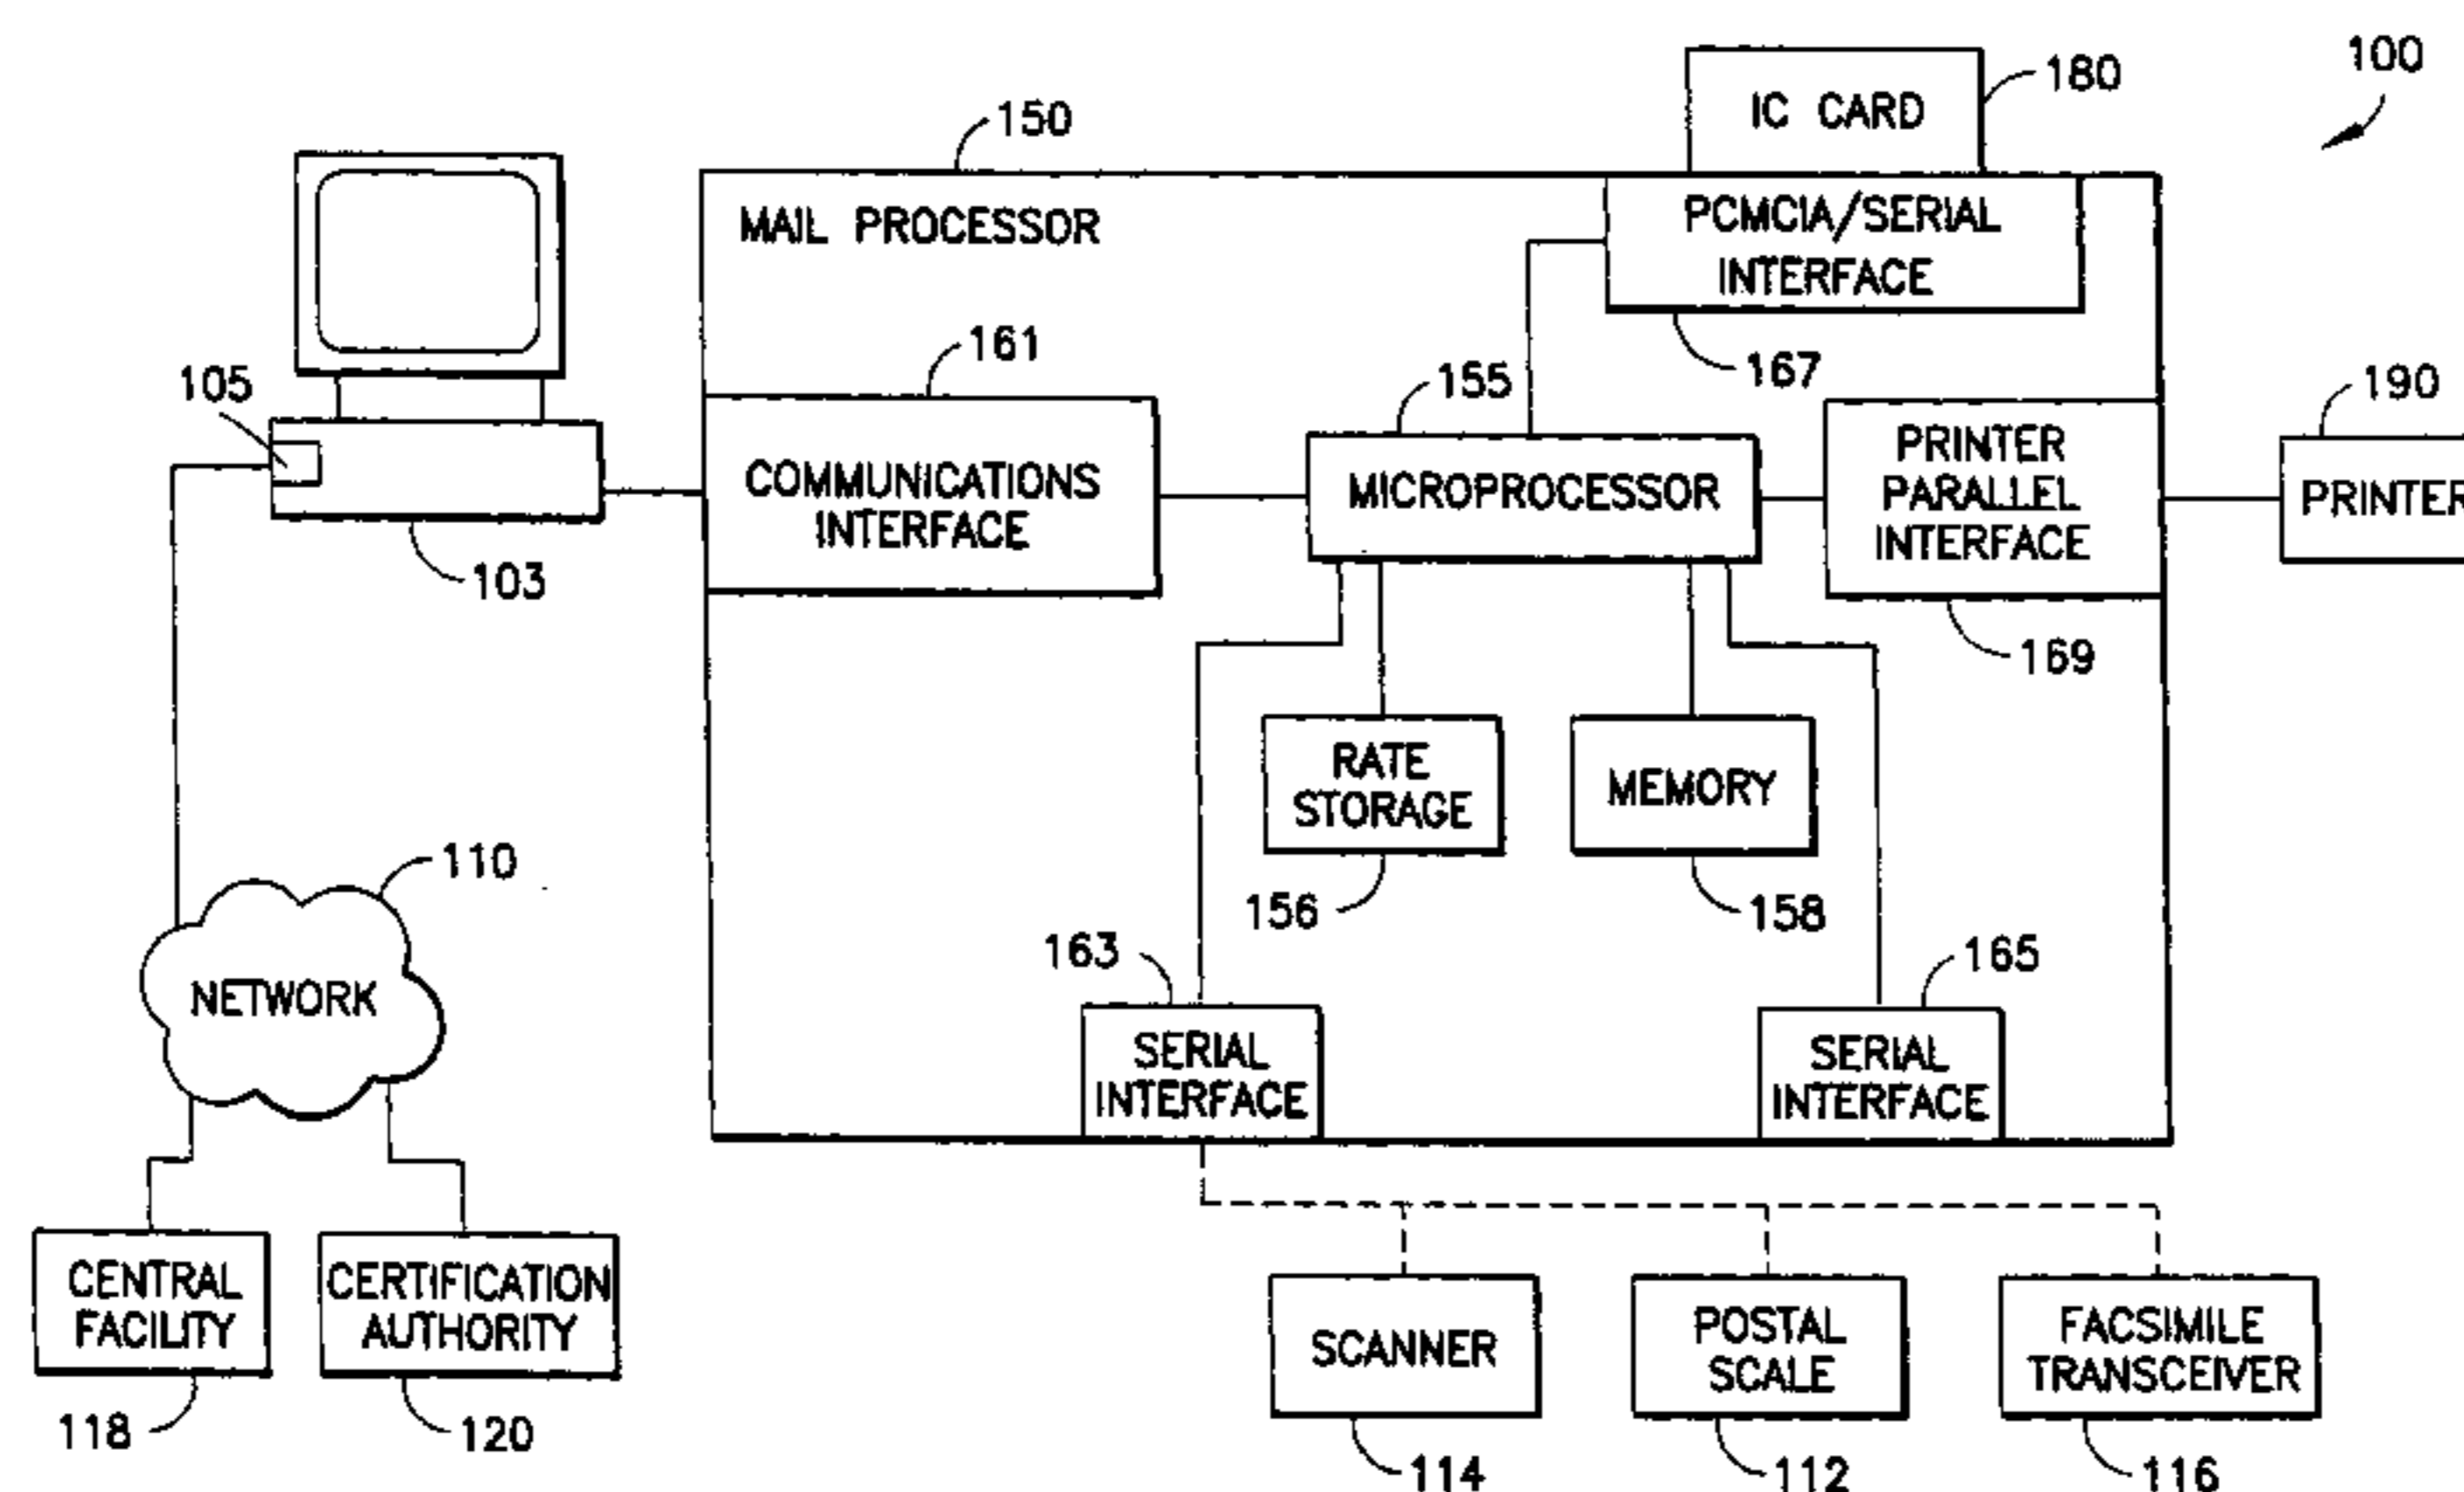 100
IC CARD
180
150
MAIL PROCESSOR
PCMCIA/SERIAL
INTERFACE
167
161
155
105
190
COMMUNICATIONS
INTERFACE
MICROPROCESSOR
PRINTER
PARALLEL
INTERFACE
PRINTER
103
169
RATE
STORAGE
MEMORY
156
158
110
NETWORK
163
165
SERIAL
INTERFACE
SERIAL
INTERFACE
CENTRAL
FACILITY
CERTIFICATION
AUTHORITY
118
120
SCANNER
POSTAL
SCALE
FACSIMILE
TRANSCEIVER
114
112
116